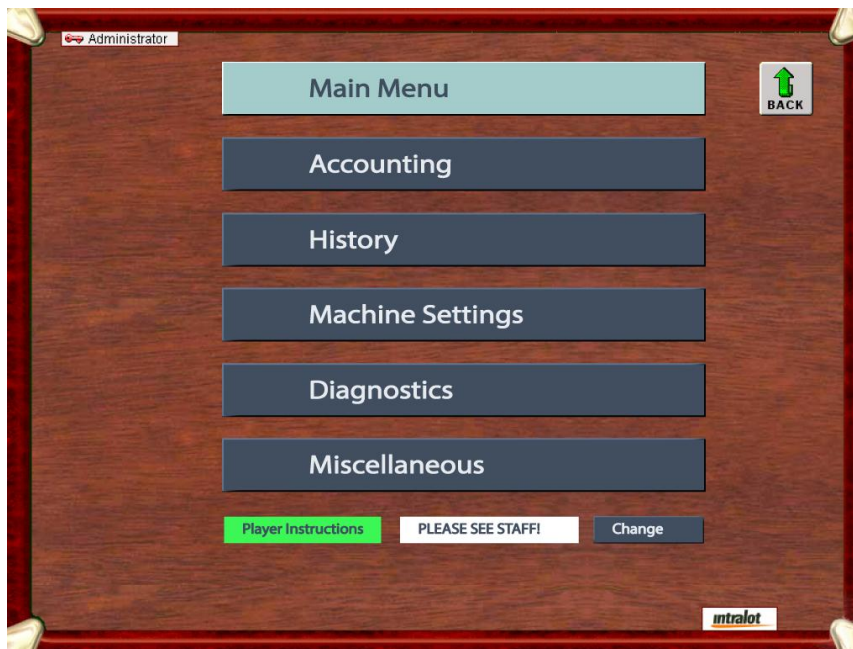 Administrator
Main Menu
BACK
Accounting
History
Machine Settings
Diagnostics
Miscellaneous
Player Instructions
PLEASE SEE STAFF!
Change
intralot